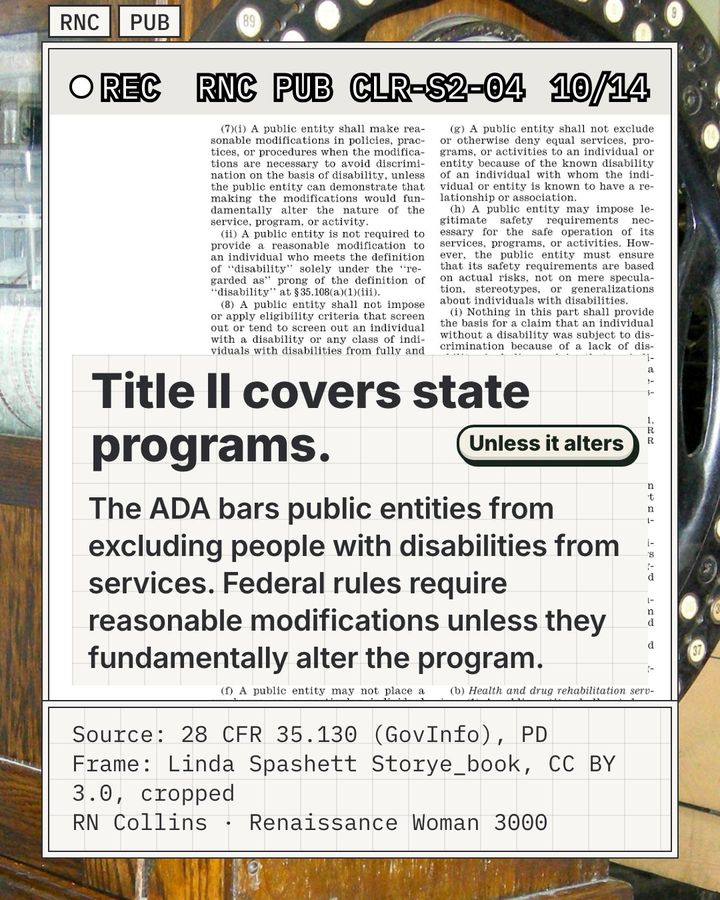 RNC PUB
89
9
REC RNC PUB CLR-S2-04 10/14
(7)(i) A public entity shall make rea-
sonable modifications in policies, prac-
tices, or procedures when the modifica-
tions are necessary to avoid discrimi-
nation on the basis of disability, unless
the public entity can demonstrate that
making the modifications would fun-
damentally alter the nature of the
service, program, or activity.
(ii) A public entity is not required to
provide a reasonable modification to
an individual who meets the definition
of ‘‘disability’’ solely under the ‘‘re-
garded as’’ prong of the definition of
‘‘disability’’ at § 35.108(a)(1)(iii).
(8) A public entity shall not impose
or apply eligibility criteria that screen
out or tend to screen out an individual
with a disability or any class of indi-
viduals with disabilities from fully and
(g) A public entity shall not exclude
or otherwise deny equal services, pro-
grams, or activities to an individual or
entity because of the known disability
of an individual with whom the indi-
vidual or entity is known to have a re-
lationship or association.
(h) A public entity may impose le-
gitimate safety requirements nec-
essary for the safe operation of its
services, programs, or activities. How-
ever, the public entity must ensure
that its safety requirements are based
on actual risks, not on mere specula-
tion, stereotypes, or generalizations
about individuals with disabilities.
(i) Nothing in this part shall provide
the basis for a claim that an individual
without a disability was subject to dis-
crimination because of a lack of dis-
Title II covers state
programs.
Unless it alters
The ADA bars public entities from
excluding people with disabilities from
services. Federal rules require
reasonable modifications unless they
fundamentally alter the program.
37
(f) A public entity may not place a
(b) Health and drug rehabilitation serv-
Source: 28 CFR 35.130 (GovInfo), PD
Frame: Linda Spashett Storye_book, CC BY
3.0, cropped
RN Collins · Renaissance Woman 3000